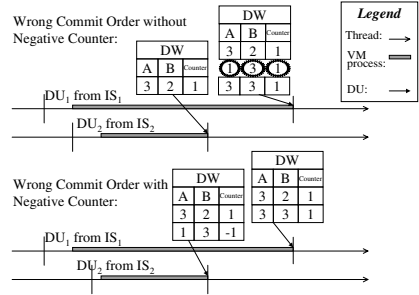 Wrong Commit Order without
Negative Counter:
DW
A B Counter
3 2 1
DW
A B Counter
3 2 1
1 3 1
3 3 1
Legend
Thread:
VM
process:
DU:
DU1 from IS1
DU2 from IS2
Wrong Commit Order with
Negative Counter:
DW
A B Counter
3 2 1
1 3 -1
DW
A B Counter
3 2 1
3 3 1
DU1 from IS1
DU2 from IS2